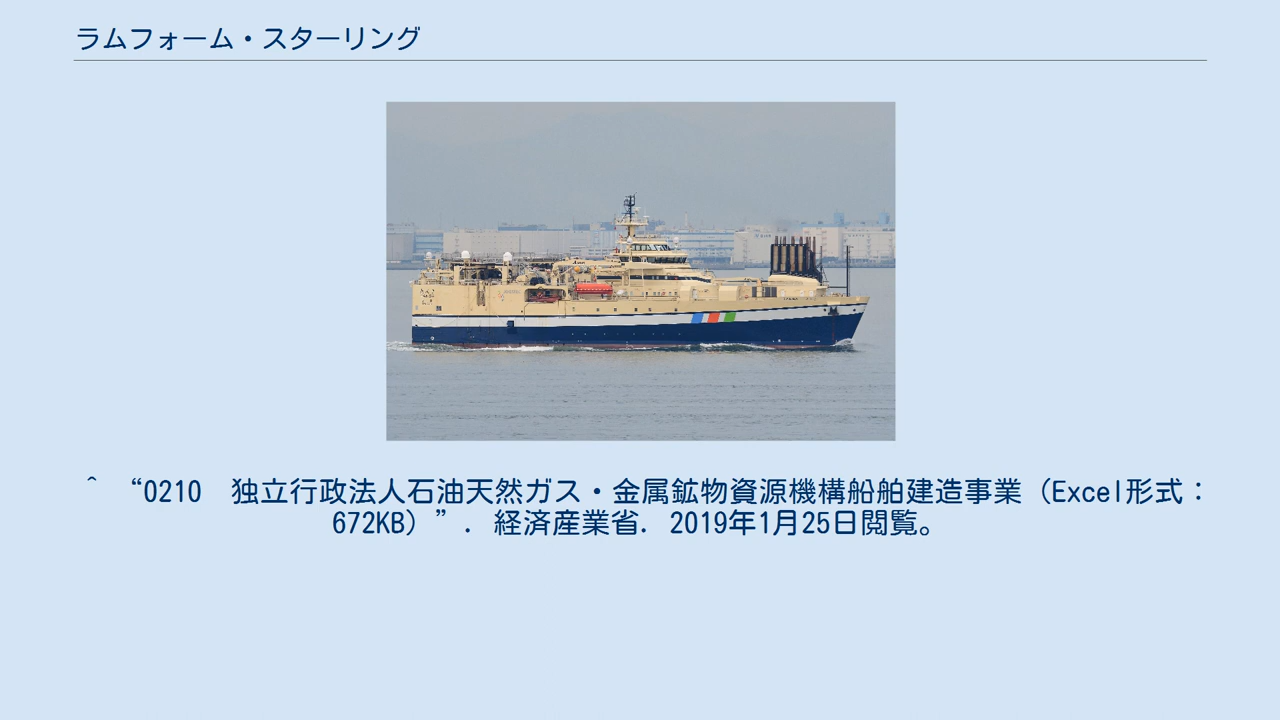 ラムフォーム・スターリング
^ “0210　独立行政法人石油天然ガス・金属鉱物資源機構船舶建造事業（Excel形式：
672KB）”. 経済産業省. 2019年1月25日閲覧。